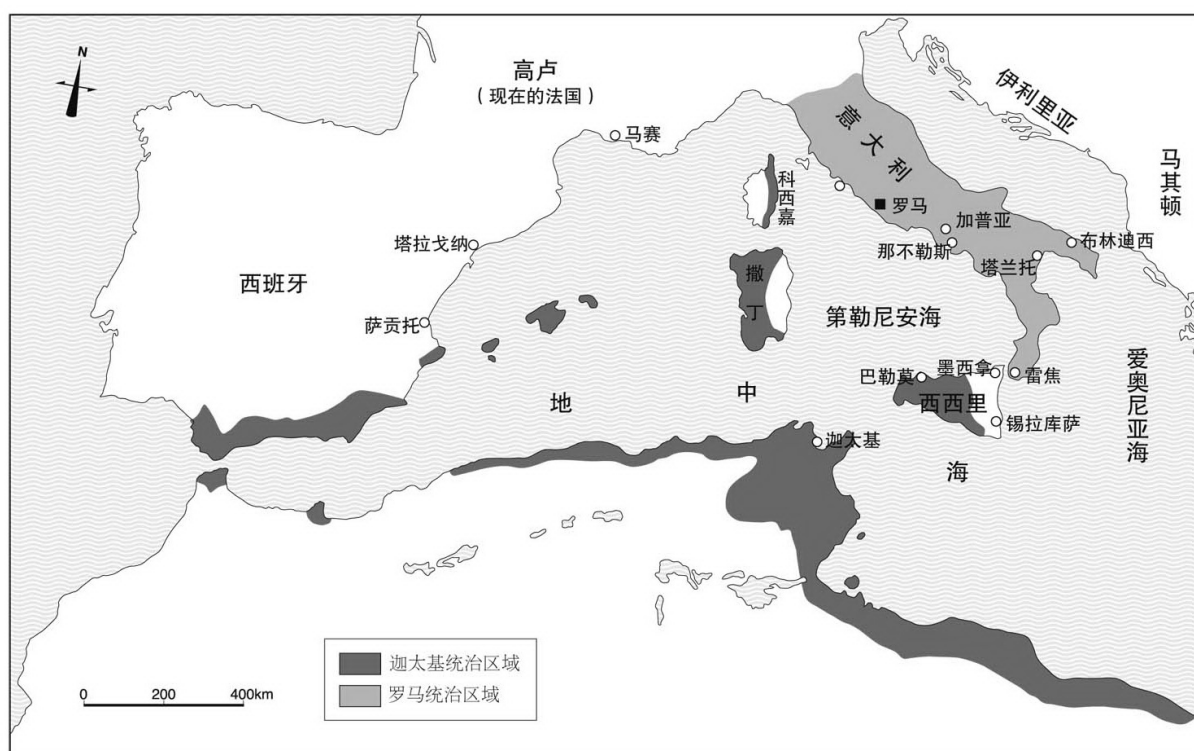 N
高卢
（现在的法国）
伊利里亚
马赛
意大利
马其顿
科西嘉
罗马
加普亚
塔拉戈纳
那不勒斯
布林迪西
塔兰托
西班牙
撒丁
萨贡托
第勒尼安海
墨西拿
巴勒莫
雷焦
爱奥尼亚海
西西里
地中海
锡拉库萨
迦太基
迦太基统治区域
罗马统治区域
0 200 400km